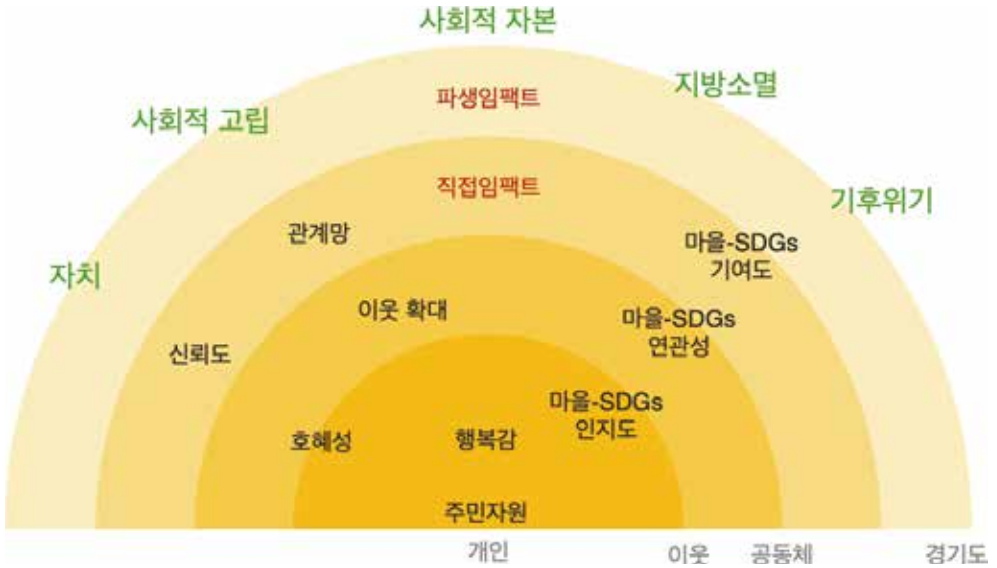 사회적 자본
지방소멸
파생임팩트
사회적 고립
직접임팩트
기후위기
관계망
마을-SDGs
기여도
자치
이웃 확대
마을-SDGs
연관성
신뢰도
마을-SDGs
인지도
호혜성
행복감
주민자원
개인
이웃
공동체
경기도